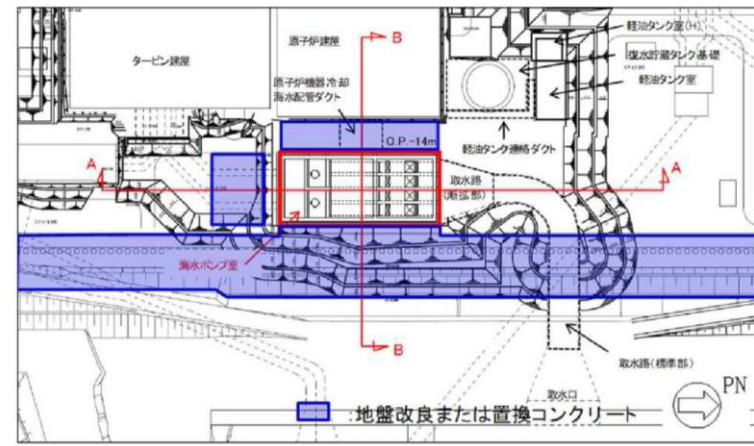 原子炉建屋
B
軽油タンク室(H)
タービン建屋
復水貯蔵タンク基礎
原子炉機器冷却
海水配管ダクト
軽油タンク室
O.P.-14m
軽油タンク連絡ダクト
A
A
取水路
(漸拡部)
海水ポンプ室
B
取水路(標準部)
PN
取水口
:地盤改良または置換コンクリート